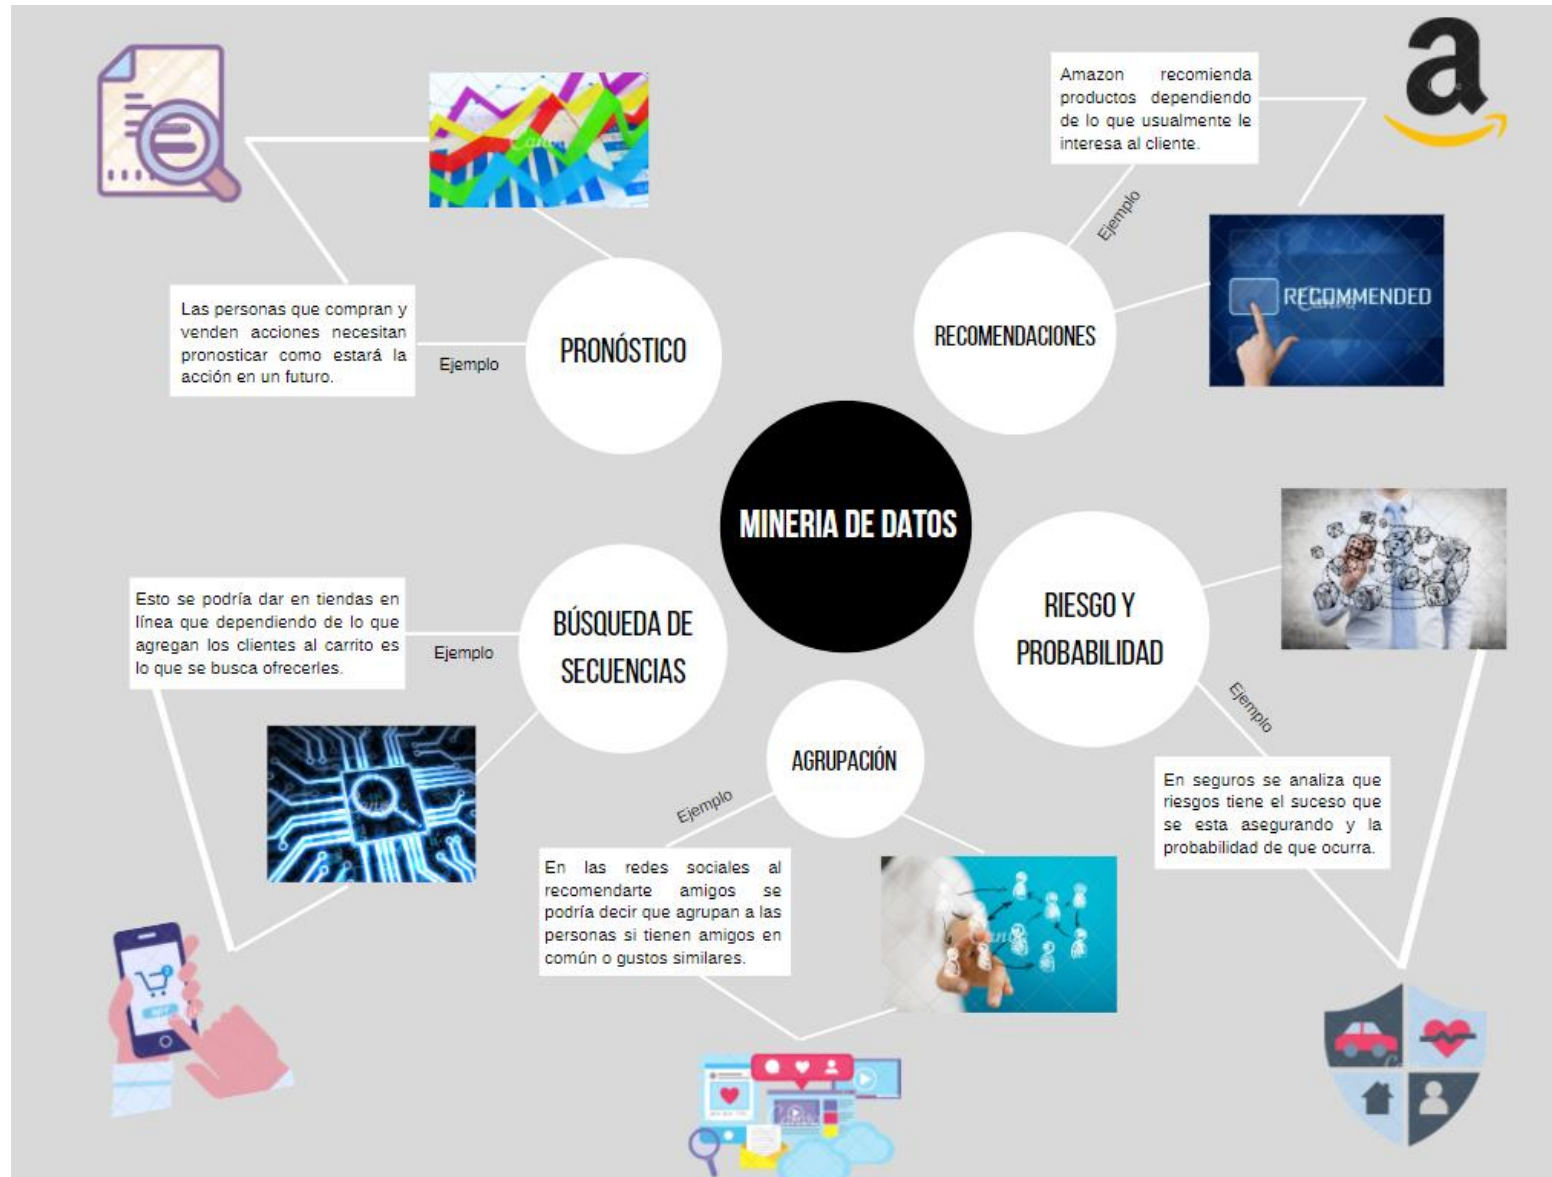 Amazon recomienda
productos dependiendo
de lo que usualmente le
interesa al cliente.
a
Ejemplo
RECOMMENDED
RECOMENDACIONES
PRONÓSTICO
Ejemplo
Las personas que compran y
venden acciones necesitan
pronosticar como estará la
acción en un futuro.
MINERIA DE DATOS
BÚSQUEDA DE
SECUENCIAS
Ejemplo
Esto se podría dar en tiendas en
línea que dependiendo de lo que
agregan los clientes al carrito es
lo que se busca ofrecerles.
RIESGO Y
PROBABILIDAD
Ejemplo
En seguros se analiza que
riesgos tiene el suceso que
se esta asegurando y la
probabilidad de que ocurra.
AGRUPACIÓN
Ejemplo
En las redes sociales al
recomendarte amigos se
podría decir que agrupan a las
personas si tienen amigos en
común o gustos similares.